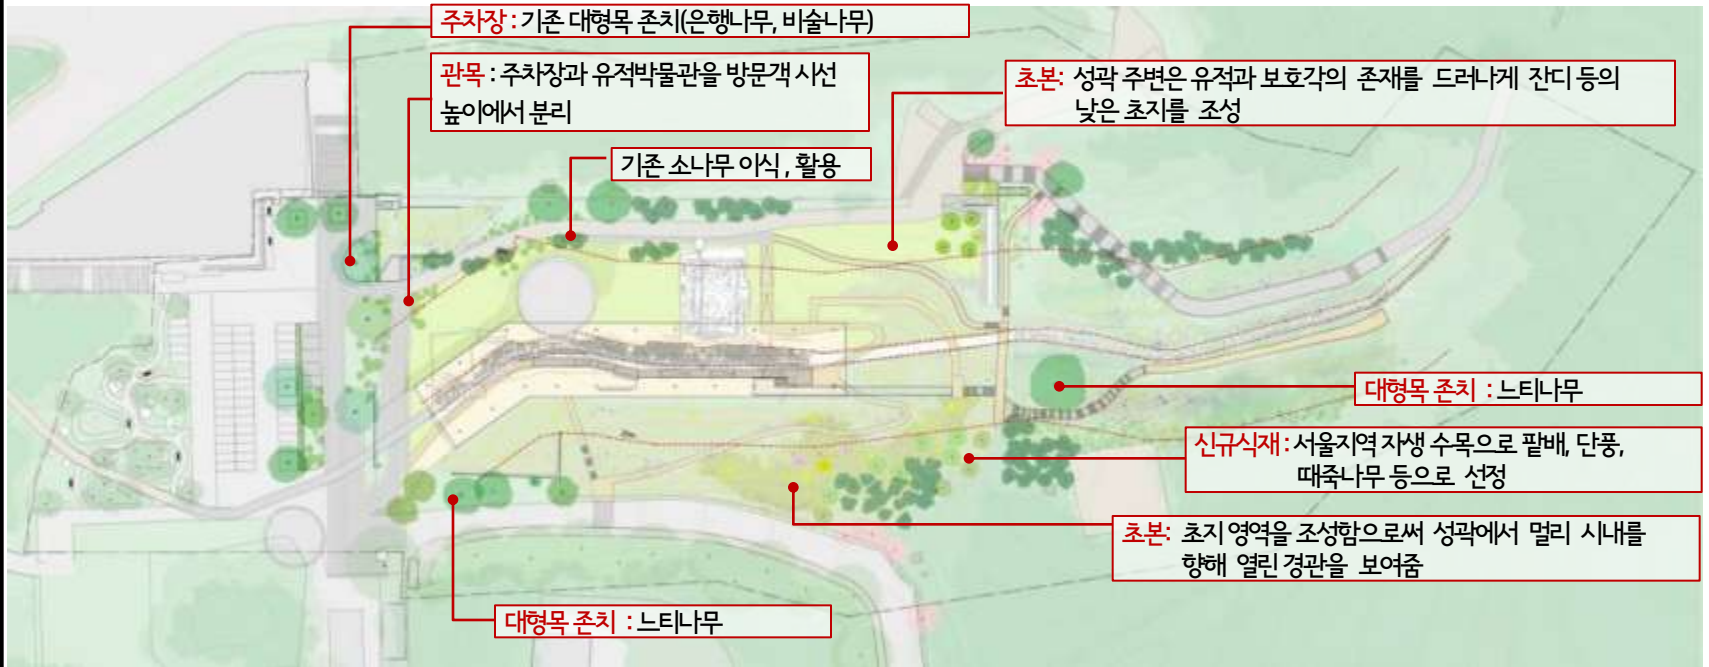 주차장 : 기존 대형목 존치(은행나무, 비술나무)
관목 : 주차장과 유적박물관을 방문객 시선
높이에서 분리
초본: 성곽 주변은 유적과 보호각의 존재를 드러나게 잔디 등의
낮은 초지를 조성
기존 소나무 이식 , 활용
대형목 존치 : 느티나무
신규식재 : 서울지역 자생 수목으로 팥배, 단풍,
때죽나무 등으로 선정
초본: 초지 영역을 조성함으로써 성곽에서 멀리 시내를
향해 열린 경관을 보여줌
대형목 존치 : 느티나무